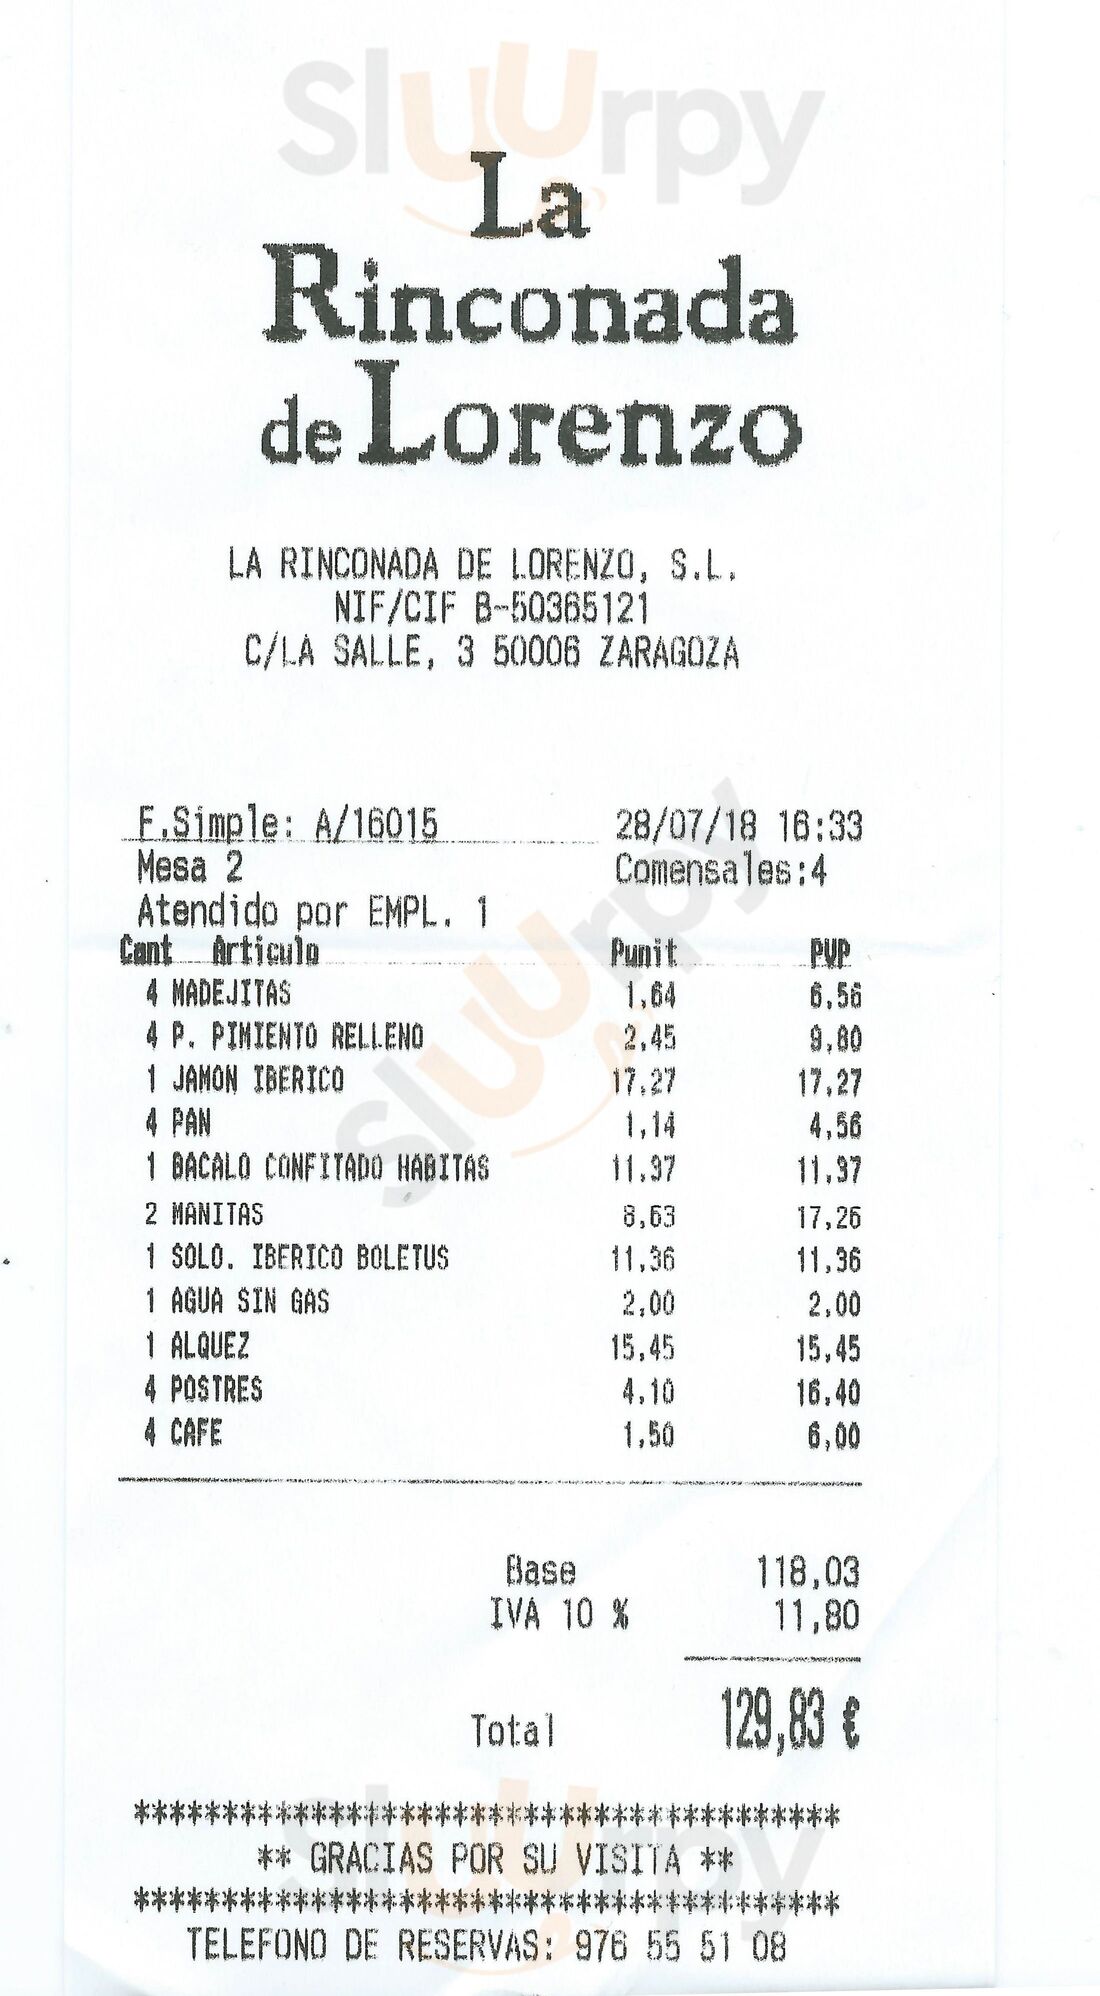 Sluurpy
La
Rinconada
de Lorenzo
LA RINCONADA DE LORENZO, S.L.
NIF/CIF B-50365121
C/LA SALLE, 3 50006 ZARAGOZA
F.Simple: A/16015 28/07/18 16:33
Mesa 2 Comensales:4
Atendido por EMPL. 1
Cant Articulo Punit PVP
4 MADEJITAS 1,64 6,56
4 P. PIMIENTO RELLENO 2,45 9,80
1 JAMON IBERICO 17,27 17,27
4 PAN 1,14 4,56
1 BACALO CONFITADO HABITAS 11,37 11,37
2 MANITAS 8,63 17,26
1 SOLO. IBERICO BOLETUS 11,36 11,36
1 AGUA SIN GAS 2,00 2,00
1 ALQUEZ 15,45 15,45
4 POSTRES 4,10 16,40
4 CAFE 1,50 6,00
Sluurpy
Base 118,03
IVA 10 % 11,80
Total 129,83 €
****************************************
** GRACIAS POR SU VISITA **
****************************************
TELEFONO DE RESERVAS: 976 55 51 08
Sluurpy